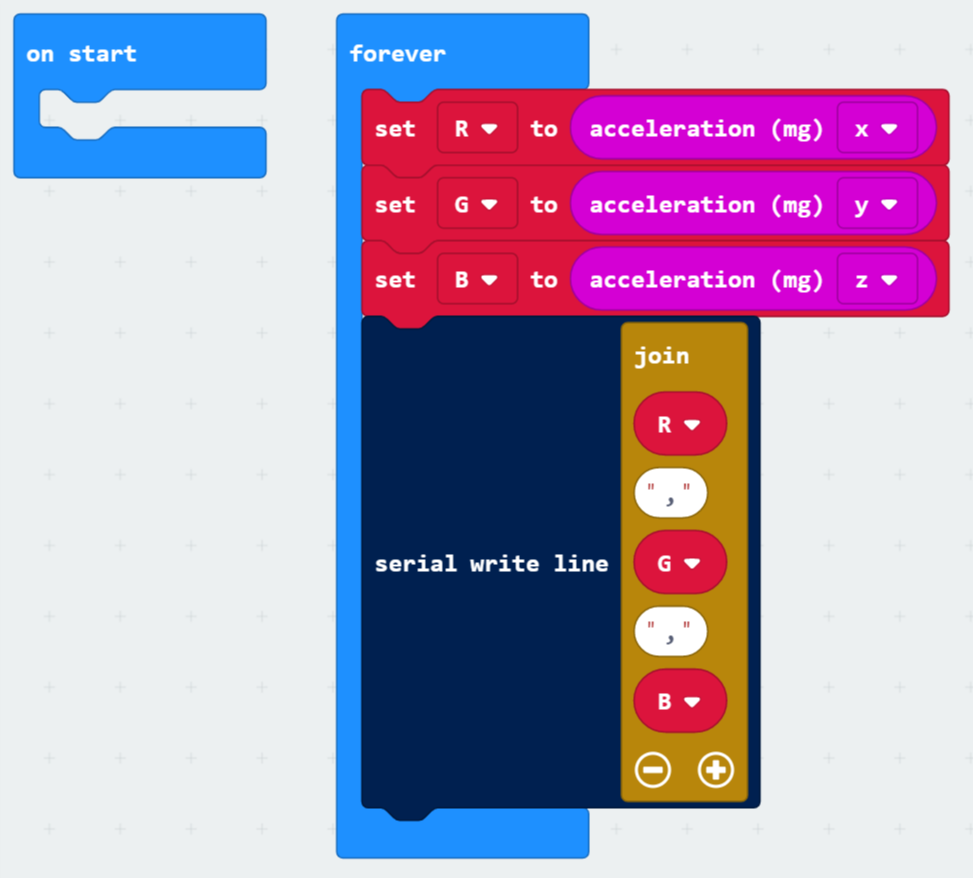 on start
forever
set R to acceleration (mg) x
set G to acceleration (mg) y
set B to acceleration (mg) z
join
R
","
G
serial write line
","
B